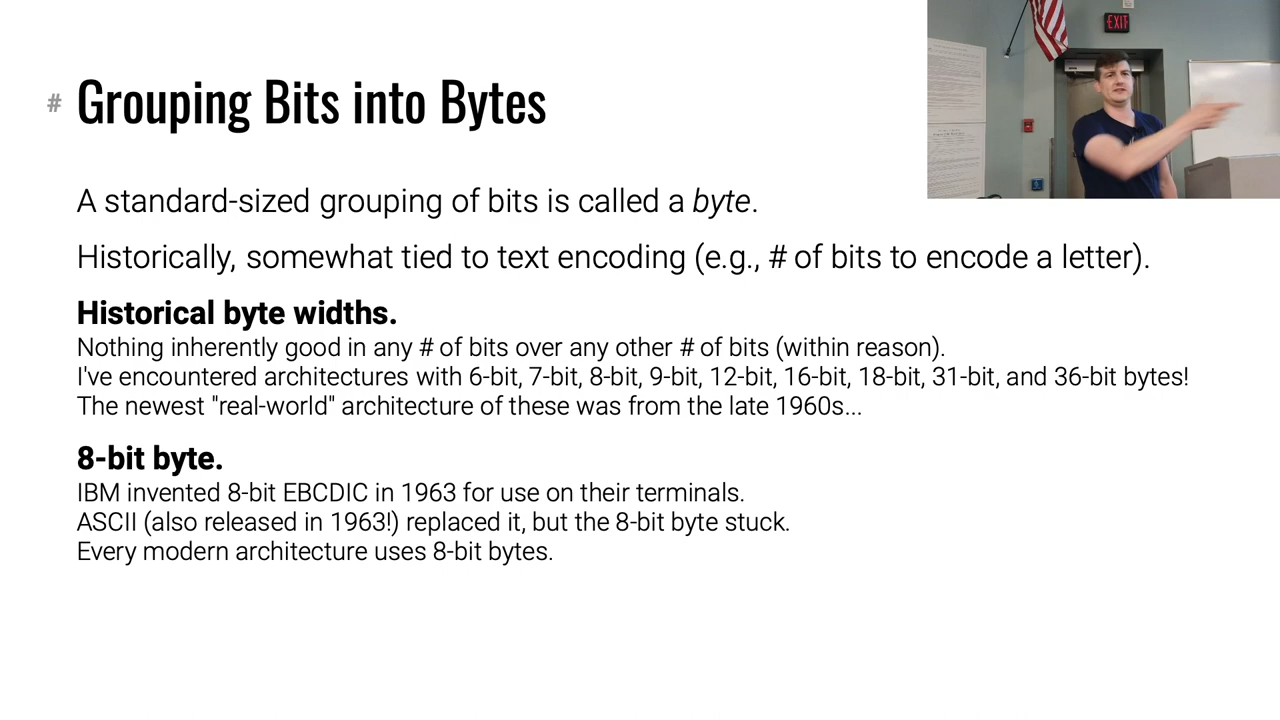 EXIT
# Grouping Bits into Bytes
A standard-sized grouping of bits is called a byte.
Historically, somewhat tied to text encoding (e.g., # of bits to encode a letter).
Historical byte widths.
Nothing inherently good in any # of bits over any other # of bits (within reason).
I've encountered architectures with 6-bit, 7-bit, 8-bit, 9-bit, 12-bit, 16-bit, 18-bit, 31-bit, and 36-bit bytes!
The newest "real-world" architecture of these was from the late 1960s...
8-bit byte.
IBM invented 8-bit EBCDIC in 1963 for use on their terminals.
ASCII (also released in 1963!) replaced it, but the 8-bit byte stuck.
Every modern architecture uses 8-bit bytes.